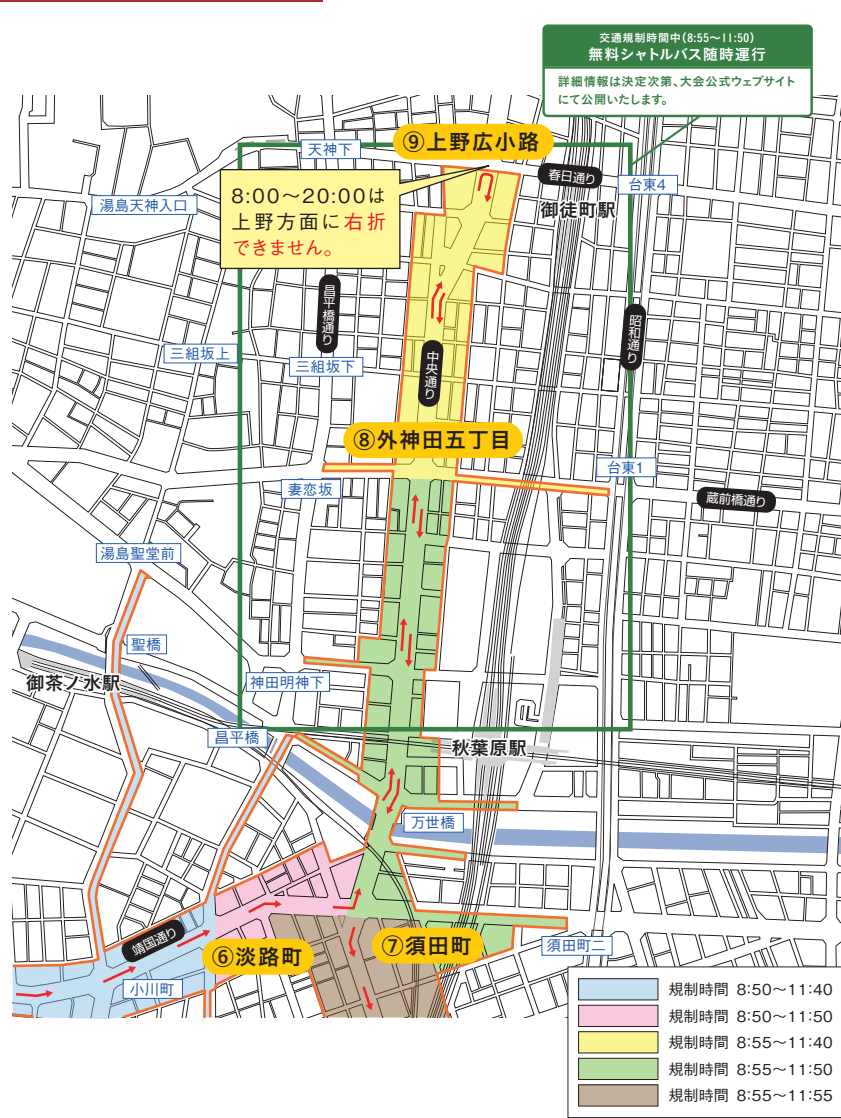 交通規制時間中(8:55〜11:50)
無料シャトルバス随時運行
詳細情報は決定次第、大会公式ウェブサイト
にて公開いたします。
⑨上野広小路
天神下
春日通り
台東4
8:00〜20:00は
上野方面に右折
できません。
湯島天神入口
御徒町駅
昌平橋通り
昭和通り
三組坂上
三組坂下
中央通り
⑧外神田五丁目
台東1
妻恋坂
蔵前橋通り
湯島聖堂前
聖橋
御茶ノ水駅
神田明神下
昌平橋
秋葉原駅
万世橋
靖国通り
⑥淡路町
⑦須田町
須田町二
小川町
規制時間 8:50〜11:40
規制時間 8:50〜11:50
規制時間 8:55〜11:40
規制時間 8:55〜11:50
規制時間 8:55〜11:55